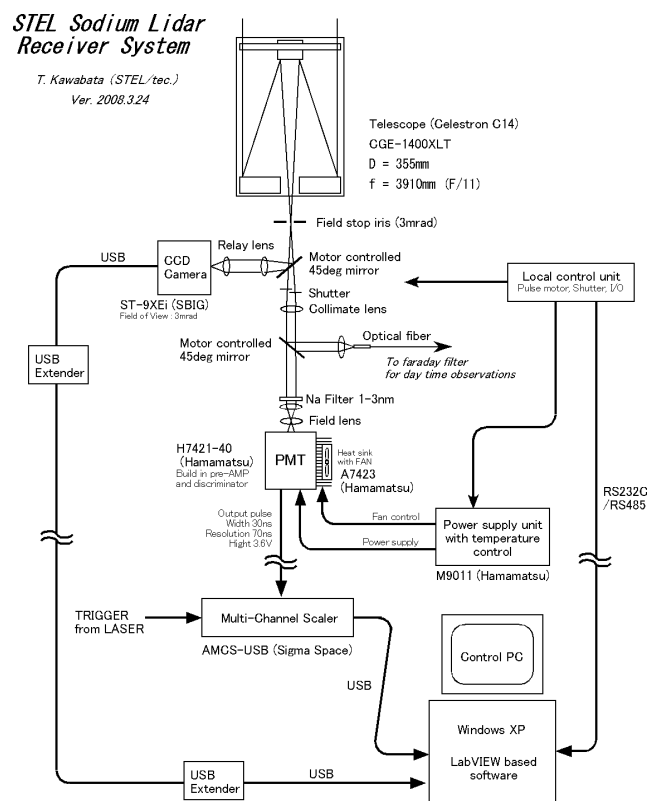 STEL Sodium Lidar
Receiver System
T. Kawabata (STEL/tec.)
Ver. 2008.3.24
Telescope (Celestron C14)
CGE-1400XLT
D = 355mm
f = 3910mm (F/11)
Field stop iris (3mrad)
Relay lens
USB
CCD
Camera
Motor controlled
45deg mirror
ST-9XEi (SBIG)
Field of View : 3mrad
Shutter
Collimate lens
Local control unit
Pulse motor, Shutter, I/O
Motor controlled
45deg mirror
Optical fiber
To faraday filter
for day time observations
USB
Extender
Na Filter 1-3nm
Field lens
H7421-40
(Hamamatsu)
Build in pre-AMP
and discriminator
PMT
Heat sink
with FAN
A7423
(Hamamatsu)
RS232C
/RS485
Output pulse
Width 30ns
Resolution 70ns
Hight 3.6V
Fan control
Power supply
Power supply unit
with temperature
control
M9011 (Hamamatsu)
TRIGGER
from LASER
Multi-Channel Scaler
AMCS-USB (Sigma Space)
USB
Control PC
Windows XP
LabVIEW based
software
USB
Extender
USB